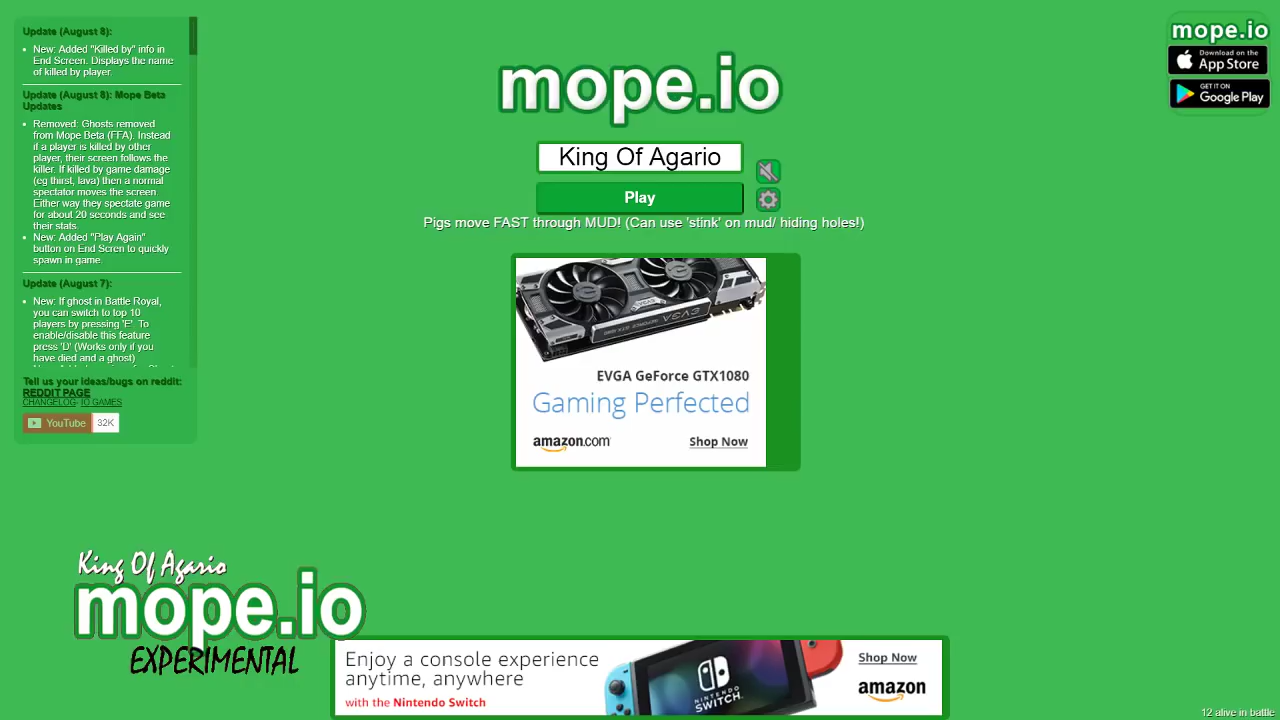 Update (August 8):
New: Added "Killed by" info in
End Screen. Displays the name
of killed by player.
Update (August 8): Mope Beta
Updates
Removed: Ghosts removed
from Mope Beta (FFA). Instead
if a player is killed by other
player, their screen follows the
killer. If killed by game damage
(eg thirst, lava) then a normal
spectator moves the screen.
Either way they spectate game
for about 20 seconds and see
their stats.
New: Added "Play Again"
button on End Scren to quickly
spawn in game.
Update (August 7):
New: If ghost in Battle Royal,
you can switch to top 10
players by pressing 'E'. To
enable/disable this feature
press 'D' (Works only if you
have died and a ghost)
Tell us your ideas/bugs on reddit:
REDDIT PAGE
CHANGELOG- IO GAMES
YouTube 32K
mope.io
King Of Agario
Play
Pigs move FAST through MUD! (Can use 'stink' on mud/ hiding holes!)
EVGA
EVGA GEFORCE GTX 1080
EVGA
EVGA GeForce GTX1080
Gaming Perfected
amazon.com
Shop Now
mope.io
Download on the
App Store
GET IT ON
Google Play
King Of Agario
mope.io
EXPERIMENTAL
Enjoy a console experience
anytime, anywhere
with the Nintendo Switch
NINTENDO
SWITCH
Shop Now
amazon
12 alive in battle